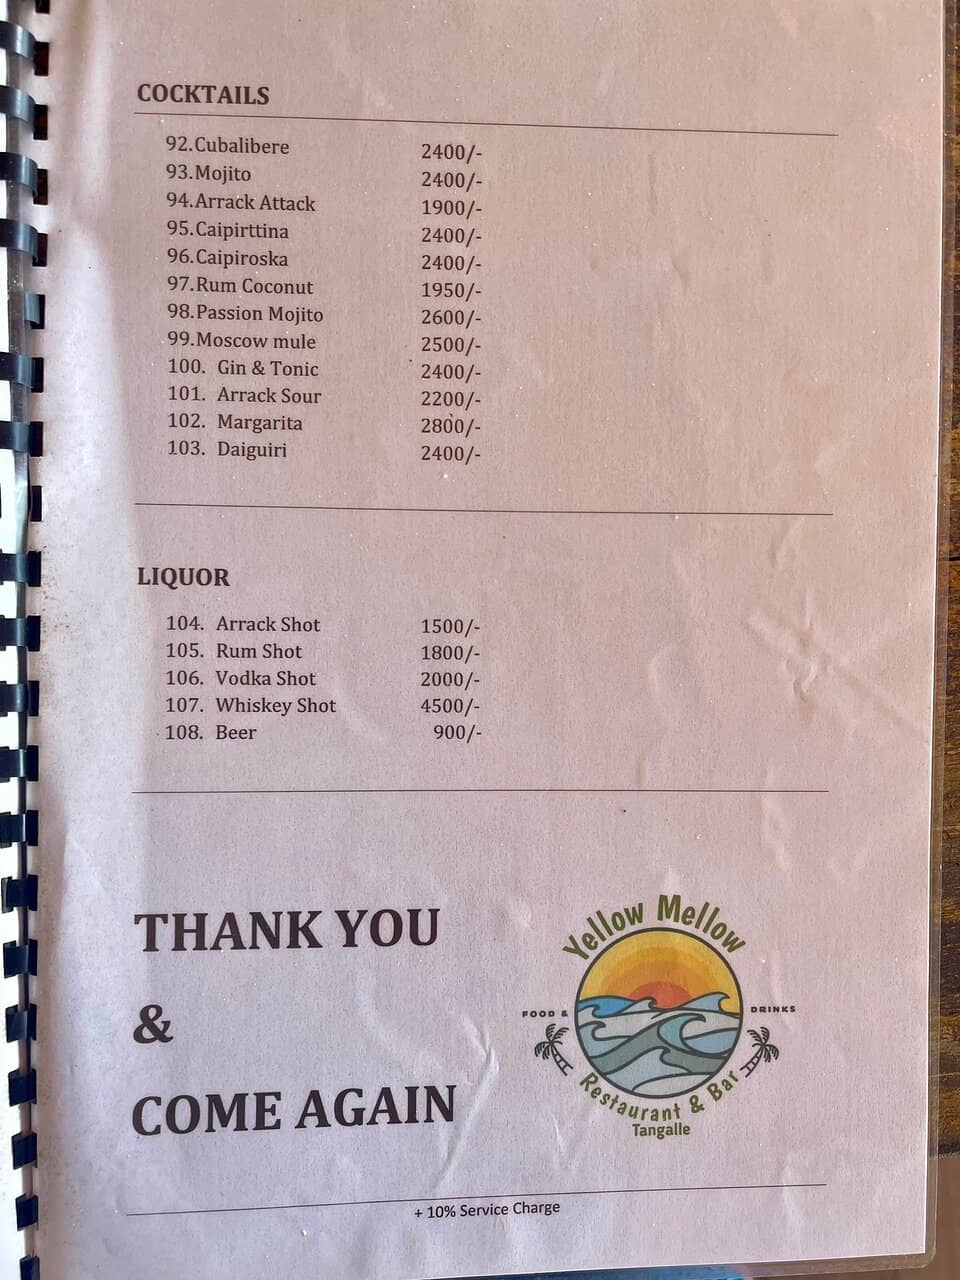 COCKTAILS
92.Cubalibere 2400/-
93.Mojito 2400/-
94.Arrack Attack 1900/-
95.Caipirttina 2400/-
96.Caipiroska 2400/-
97.Rum Coconut 1950/-
98.Passion Mojito 2600/-
99.Moscow mule 2500/-
100. Gin & Tonic 2400/-
101. Arrack Sour 2200/-
102. Margarita 2800/-
103. Daiguiri 2400/-
LIQUOR
104. Arrack Shot 1500/-
105. Rum Shot 1800/-
106. Vodka Shot 2000/-
107. Whiskey Shot 4500/-
108. Beer 900/-
THANK YOU
&
COME AGAIN
Yellow Mellow
FOOD & DRINKS
Restaurant & Bar
Tangalle
+ 10% Service Charge